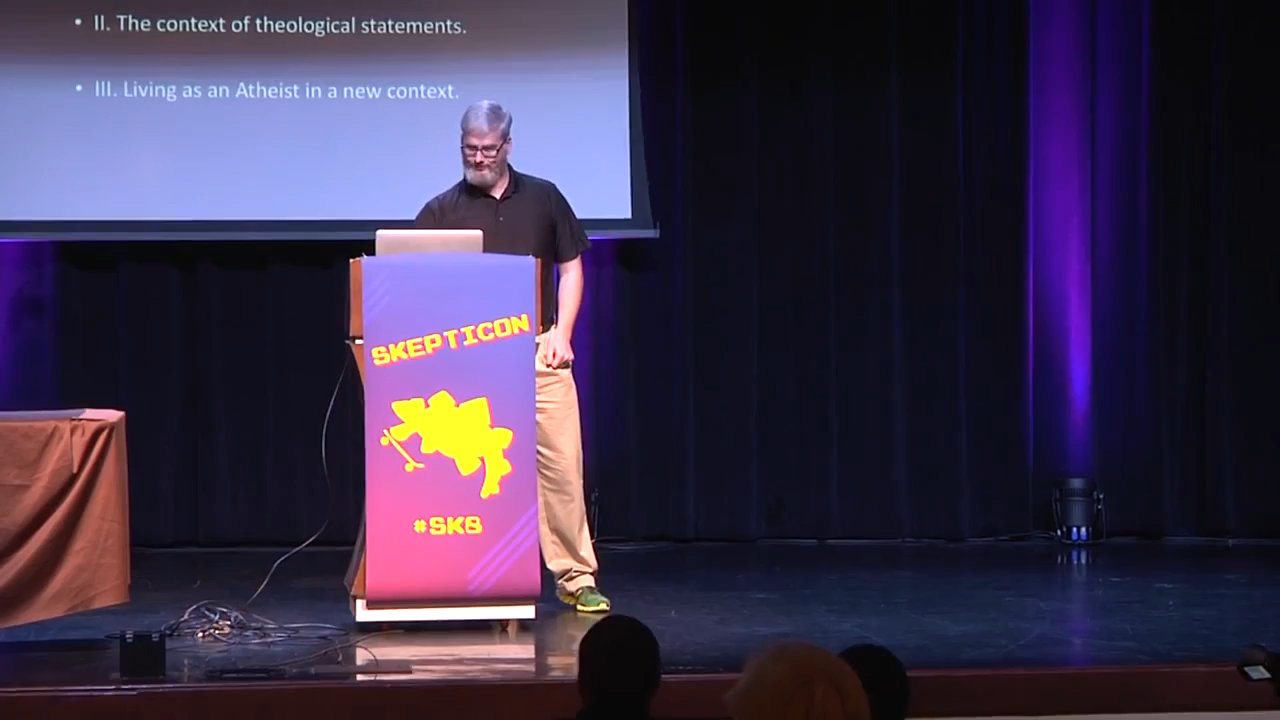 • II. The context of theological statements.
• III. Living as an Atheist in a new context.
SKEPTICON
#SK8